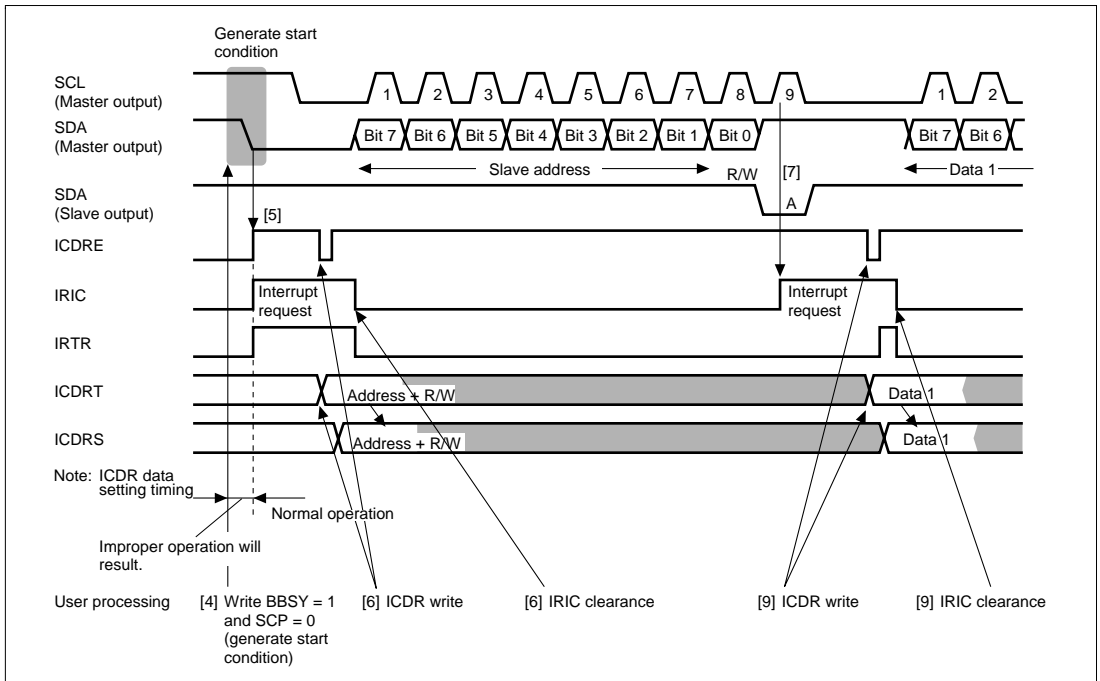 Generate start
condition
SCL
(Master output)
1 2 3 4 5 6 7 8 9 1 2
SDA
(Master output)
Bit 7 Bit 6 Bit 5 Bit 4 Bit 3 Bit 2 Bit 1 Bit 0 Bit 7 Bit 6
Slave address R/W [7] Data 1
SDA
(Slave output)
A
[5]
ICDRE
IRIC
Interrupt
request
Interrupt
request
IRTR
ICDRT
Address + R/W
Data 1
ICDRS
Address + R/W
Data 1
Note: ICDR data
setting timing
Normal operation
Improper operation will
result.
User processing [4] Write BBSY = 1
and SCP = 0
(generate start
condition)
[6] ICDR write [6] IRIC clearance [9] ICDR write [9] IRIC clearance